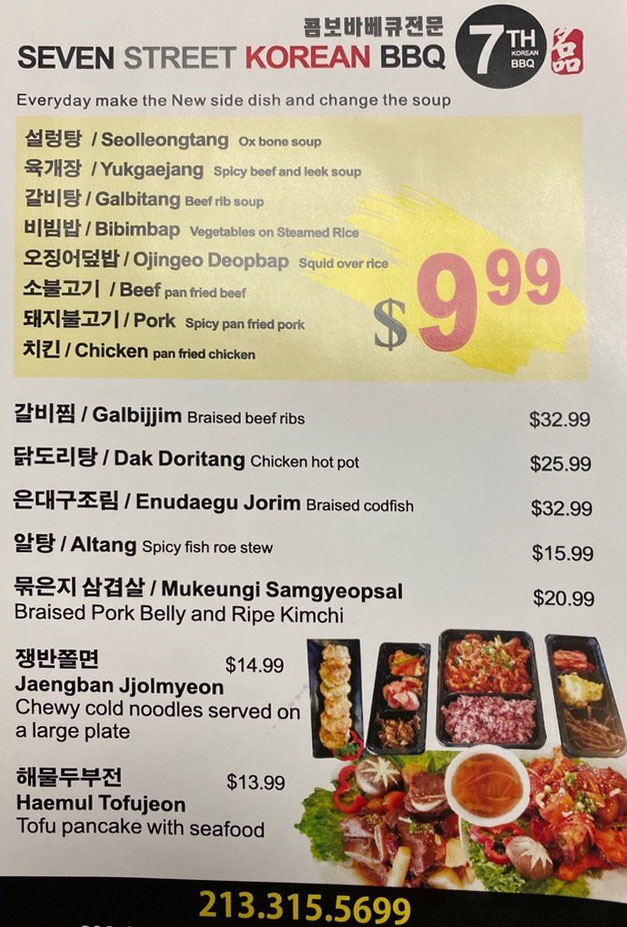 콤보바베큐전문
SEVEN STREET KOREAN BBQ
7TH
KOREAN
BBQ
名品
Everyday make the New side dish and change the soup
설렁탕 / Seolleongtang Ox bone soup
육개장 / Yukgaejang Spicy beef and leek soup
갈비탕 / Galbitang Beef rib soup
비빔밥 / Bibimbap Vegetables on Steamed Rice
오징어덮밥 / Ojingeo Deopbap Squid over rice
소불고기 / Beef pan fried beef
돼지불고기 / Pork Spicy pan fried pork
치킨 / Chicken pan fried chicken
$9 99
갈비찜 / Galbijjim Braised beef ribs $32.99
닭도리탕 / Dak Doritang Chicken hot pot $25.99
은대구조림 / Enudaegu Jorim Braised codfish $32.99
알탕 / Altang Spicy fish roe stew $15.99
묶은지 삼겹살 / Mukeungi Samgyeopsal $20.99
Braised Pork Belly and Ripe Kimchi
쟁반쫄면 $14.99
Jaengban Jjolmyeon
Chewy cold noodles served on
a large plate
해물두부전 $13.99
Haemul Tofujeon
Tofu pancake with seafood
213.315.5699